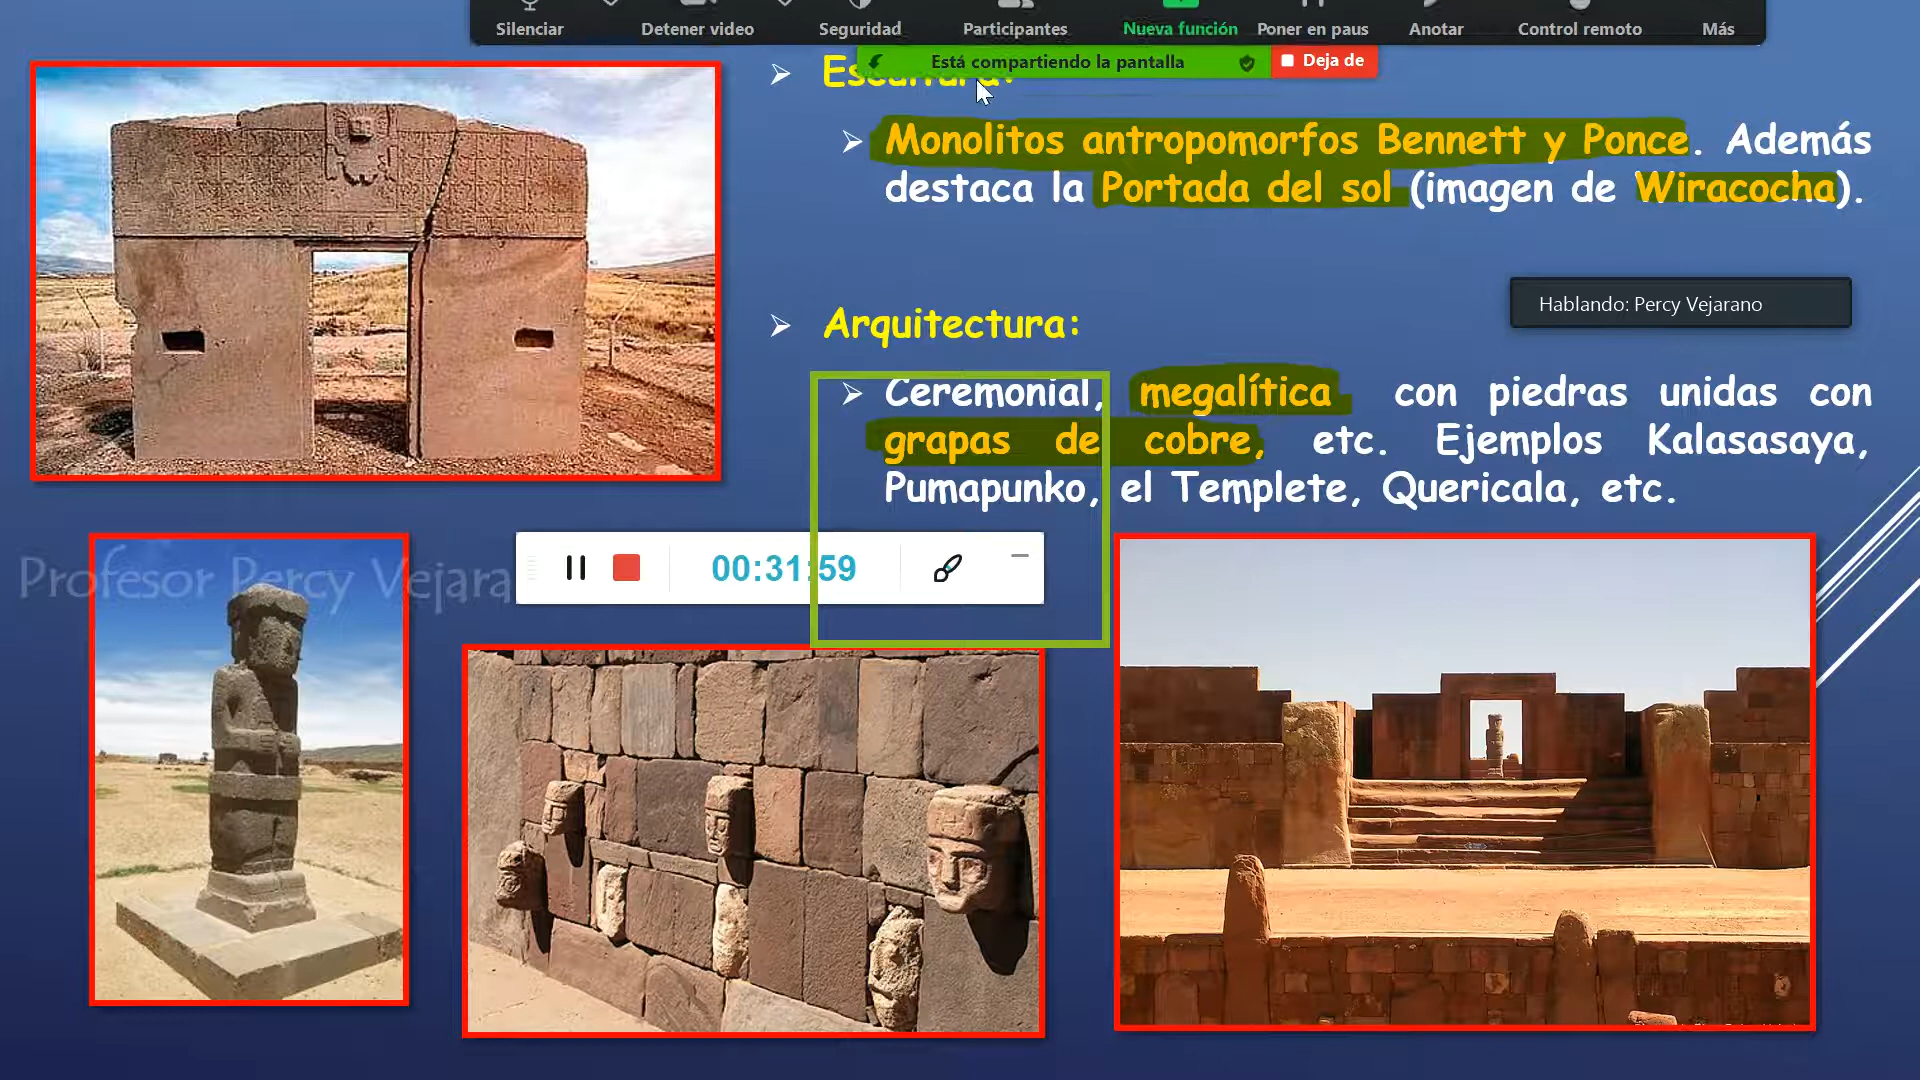 Silenciar Detener video Seguridad Participantes Nueva función Poner en paus Anotar Control remoto Más
Está compartiendo la pantalla Deja de
Escultura:
Monolitos antropomorfos Bennett y Ponce. Además
destaca la Portada del sol (imagen de Wiracocha).
Hablando: Percy Vejarano
Arquitectura:
Ceremonial, megalítica con piedras unidas con
grapas de cobre, etc. Ejemplos Kalasasaya,
Pumapunko, el Templete, Quericala, etc.
00:31:59
Profesor Percy Vejara